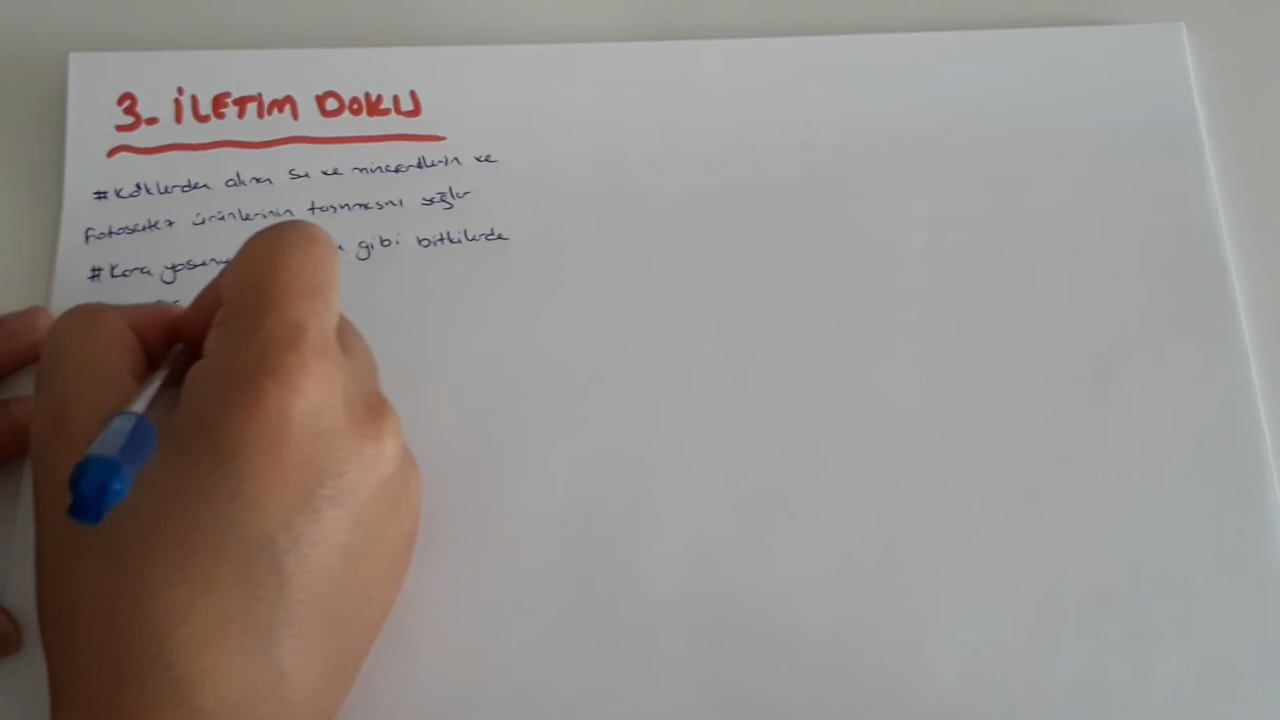 3- İLETİM DOKU
#Köklerden alınan su ve minerallerin ve
fotosentez ürünlerinin taşınmasını sağlar.
#Kara yosunu gibi bitkilerde